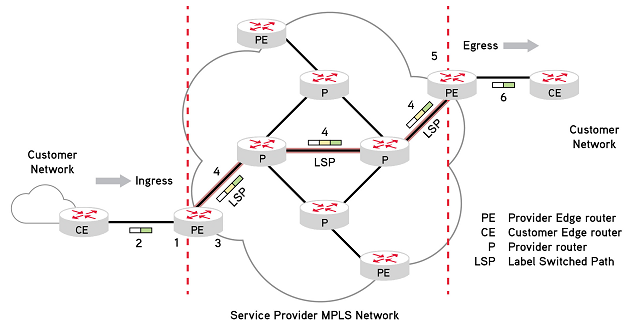 PE
5
Egress
P
PE
CE
4
6
4
LSP
Customer
Network
Customer
Network
4
P
LSP
P
Ingress
LSP
CE
PE
P
2
1
3
PE
PE Provider Edge router
CE Customer Edge router
P Provider router
LSP Label Switched Path
Service Provider MPLS Network